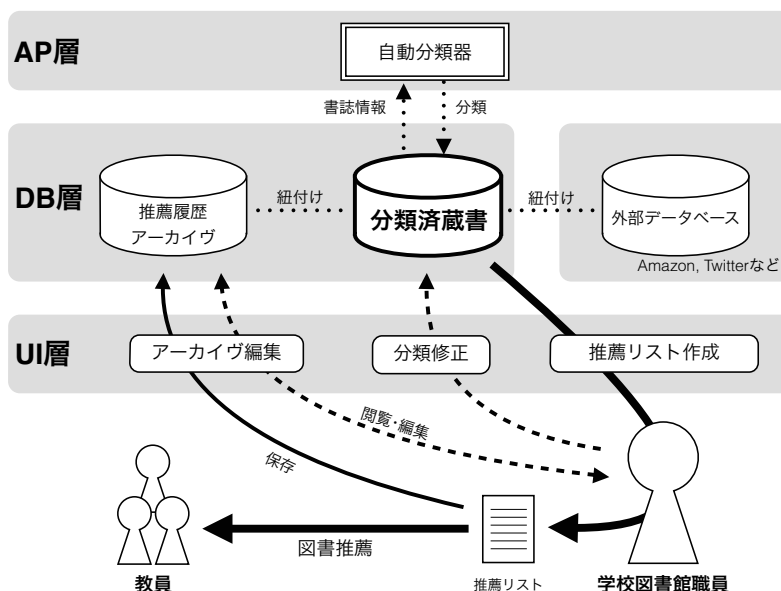 AP層
自動分類器
書誌情報
分類
DB層
推薦履歴
アーカイヴ
紐付け
分類済蔵書
紐付け
外部データベース
Amazon, Twitterなど
UI層
アーカイヴ編集
分類修正
推薦リスト作成
閲覧・編集
保存
図書推薦
教員
推薦リスト
学校図書館職員